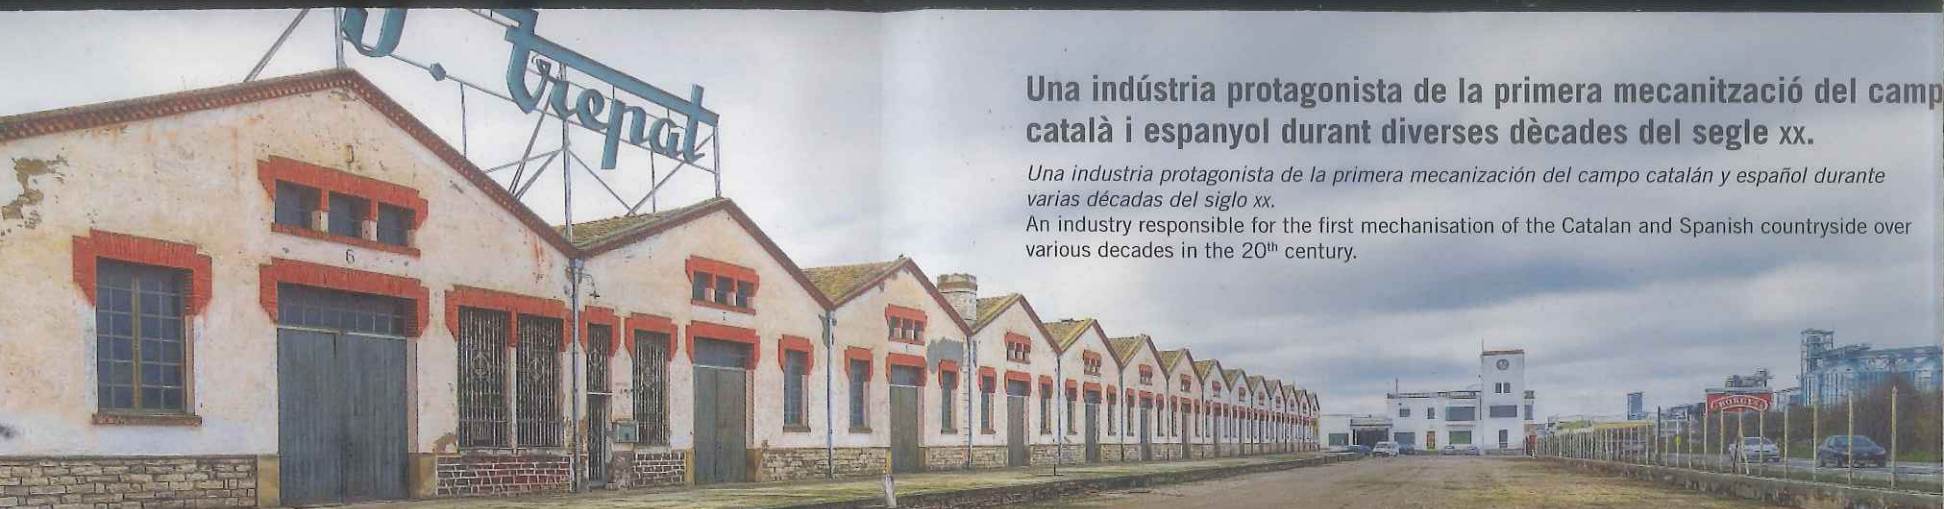 J. Trepat
6
Una indústria protagonista de la primera mecanització del camp
català i espanyol durant diverses dècades del segle XX.
Una industria protagonista de la primera mecanización del campo catalán y español durante
varias décadas del siglo XX.
An industry responsible for the first mechanisation of the Catalan and Spanish countryside over
various decades in the 20th century.
BORGES